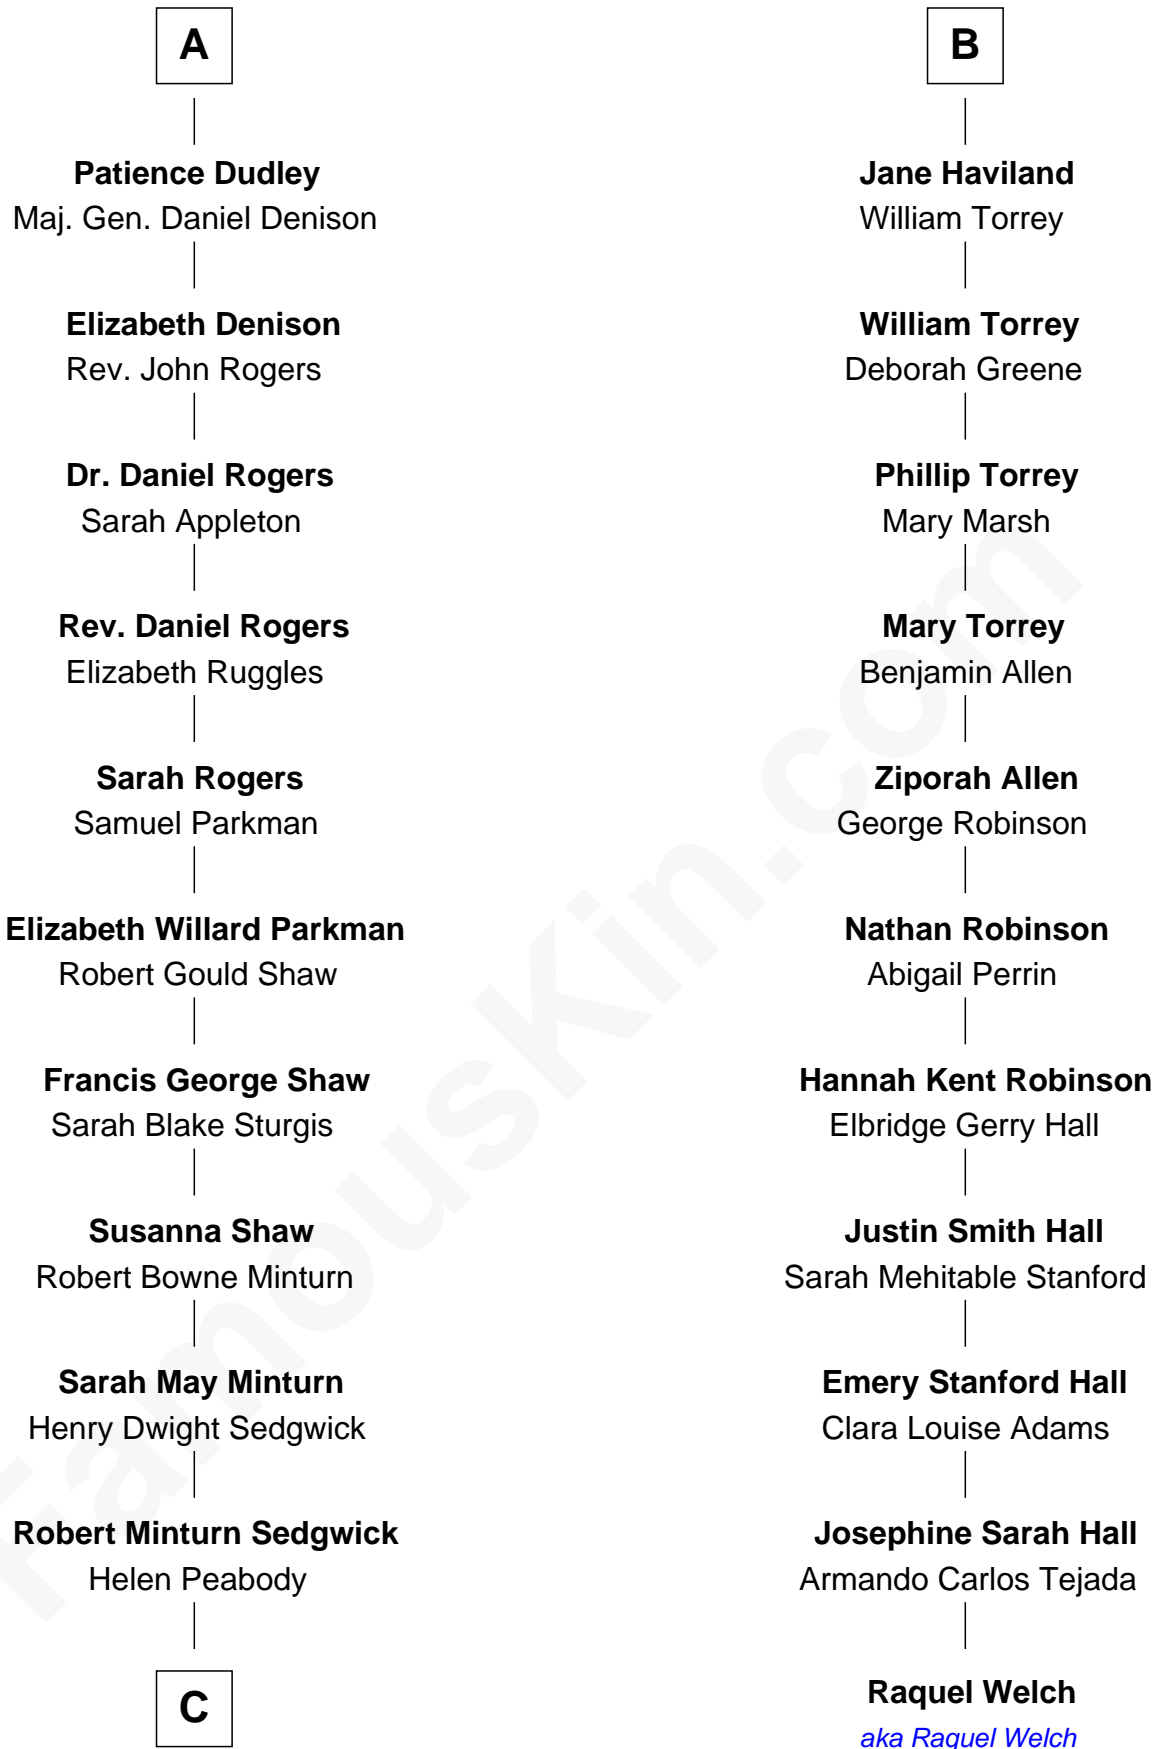 A
Patience Dudley
Maj. Gen. Daniel Denison
Elizabeth Denison
Rev. John Rogers
Dr. Daniel Rogers
Sarah Appleton
Rev. Daniel Rogers
Elizabeth Ruggles
Sarah Rogers
Samuel Parkman
Elizabeth Willard Parkman
Robert Gould Shaw
Francis George Shaw
Sarah Blake Sturgis
Susanna Shaw
Robert Bowne Minturn
Sarah May Minturn
Henry Dwight Sedgwick
Robert Minturn Sedgwick
Helen Peabody
C
B
Jane Haviland
William Torrey
William Torrey
Deborah Greene
Phillip Torrey
Mary Marsh
Mary Torrey
Benjamin Allen
Ziporah Allen
George Robinson
Nathan Robinson
Abigail Perrin
Hannah Kent Robinson
Elbridge Gerry Hall
Justin Smith Hall
Sarah Mehitable Stanford
Emery Stanford Hall
Clara Louise Adams
Josephine Sarah Hall
Armando Carlos Tejada
Raquel Welch
aka Raquel Welch
FamousKin.com